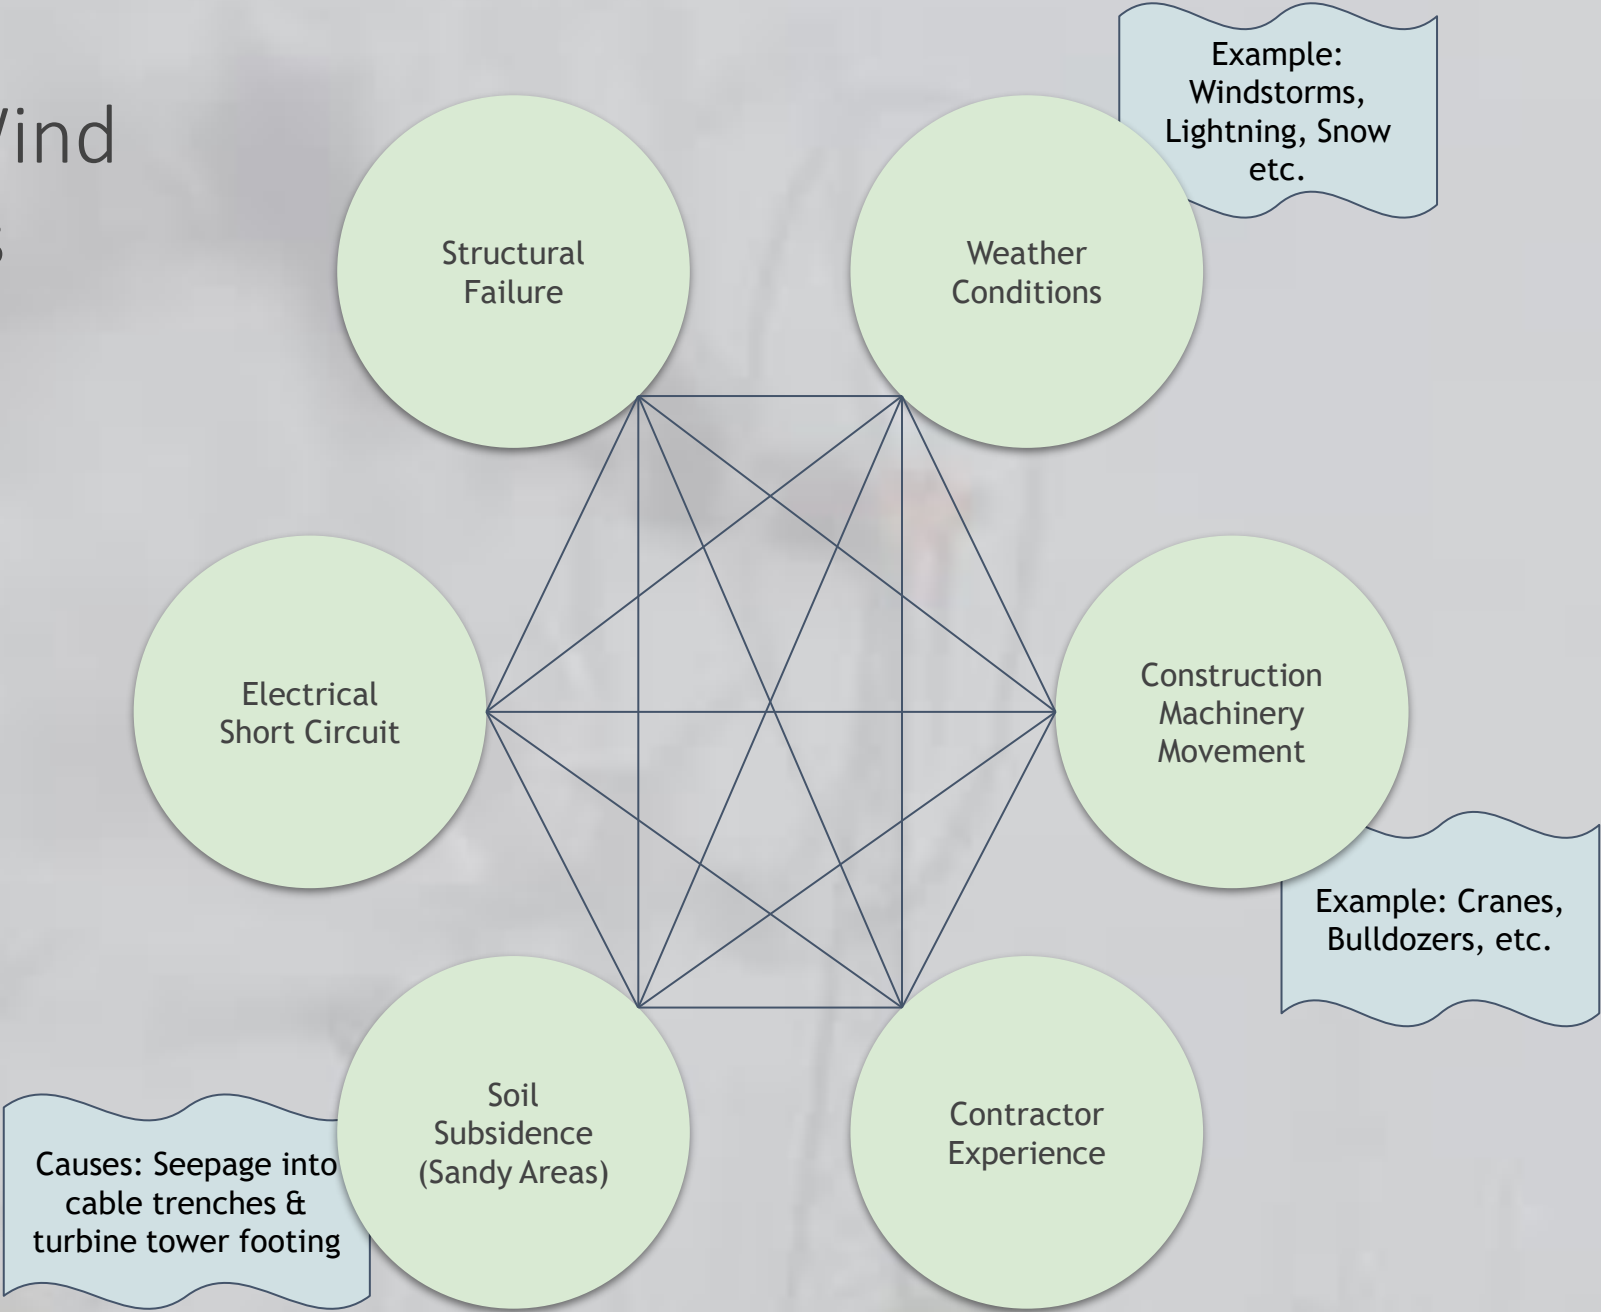 Example:
Windstorms,
Lightning, Snow
etc.
Structural
Failure
Weather
Conditions
Electrical
Short Circuit
Construction
Machinery
Movement
Example: Cranes,
Bulldozers, etc.
Soil
Subsidence
(Sandy Areas)
Contractor
Experience
Causes: Seepage into
cable trenches &
turbine tower footing